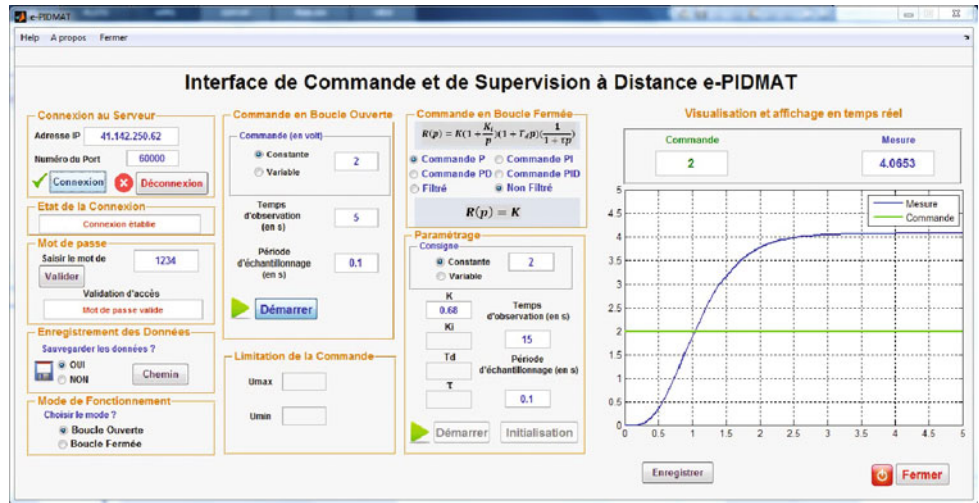 e-PIDMAT
Help A propos Fermer
Interface de Commande et de Supervision à Distance e-PIDMAT
Connexion au Serveur
Adresse IP 41.142.250.62
Numéro du Port 60000
Connexion Déconnexion
Etat de la Connexion
Connexion établie
Mot de passe
Saisir le mot de 1234
Valider
Validation d'accès
Mot de passe valide
Enregistrement des Données
Sauvegarder les données ?
OUI
NON
Chemin
Mode de Fonctionnement
Choisir le mode ?
Boucle Ouverte
Boucle Fermée
Commande en Boucle Ouverte
Commande (en volt)
Constante 2
Variable
Temps
d'observation
(en s)
5
Période
d'échantillonnage
(en s)
0.1
Démarrer
Limitation de la Commande
Umax
Umin
Commande en Boucle Fermée
R(p) = K(1 + Ki/p)(1 + Tdp)(1/(1 + τp))
Commande P Commande PI
Commande PD Commande PID
Filtré Non Filtré
R(p) = K
Paramétrage
Consigne
Constante 2
Variable
K
0.68
Ki
Td
τ
Temps
d'observation (en s)
15
Période
d'échantillonnage (en s)
0.1
Démarrer Initialisation
Visualisation et affichage en temps réel
Commande Mesure
2 4.0653
Mesure
Commande
5
4.5
4
3.5
3
2.5
2
1.5
1
0.5
0
0 0.5 1 1.5 2 2.5 3 3.5 4 4.5 5
Enregistrer
Fermer